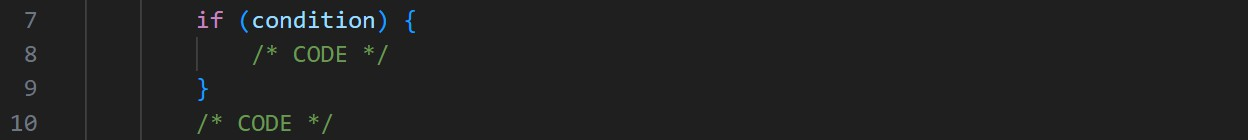 7 if (condition) {
8 /* CODE */
9 }
10 /* CODE */